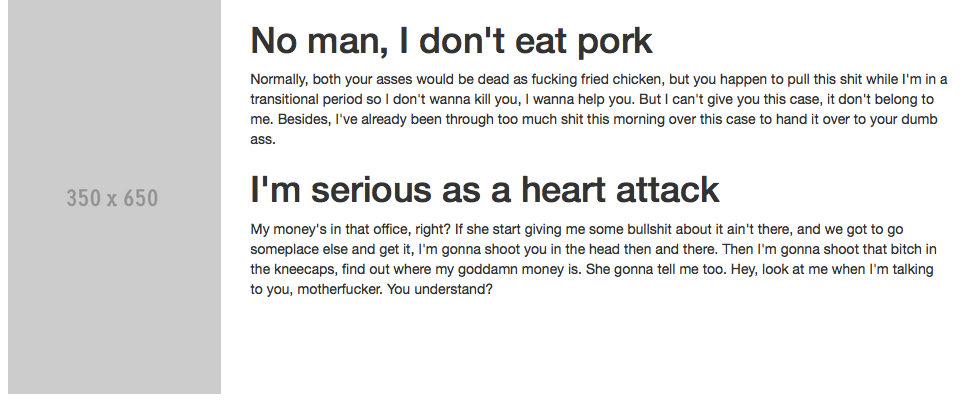 350 x 650
No man, I don't eat pork
Normally, both your asses would be dead as fucking fried chicken, but you happen to pull this shit while I'm in a
transitional period so I don't wanna kill you, I wanna help you. But I can't give you this case, it don't belong to
me. Besides, I've already been through too much shit this morning over this case to hand it over to your dumb
ass.
I'm serious as a heart attack
My money's in that office, right? If she start giving me some bullshit about it ain't there, and we got to go
someplace else and get it, I'm gonna shoot you in the head then and there. Then I'm gonna shoot that bitch in
the kneecaps, find out where my goddamn money is. She gonna tell me too. Hey, look at me when I'm talking
to you, motherfucker. You understand?